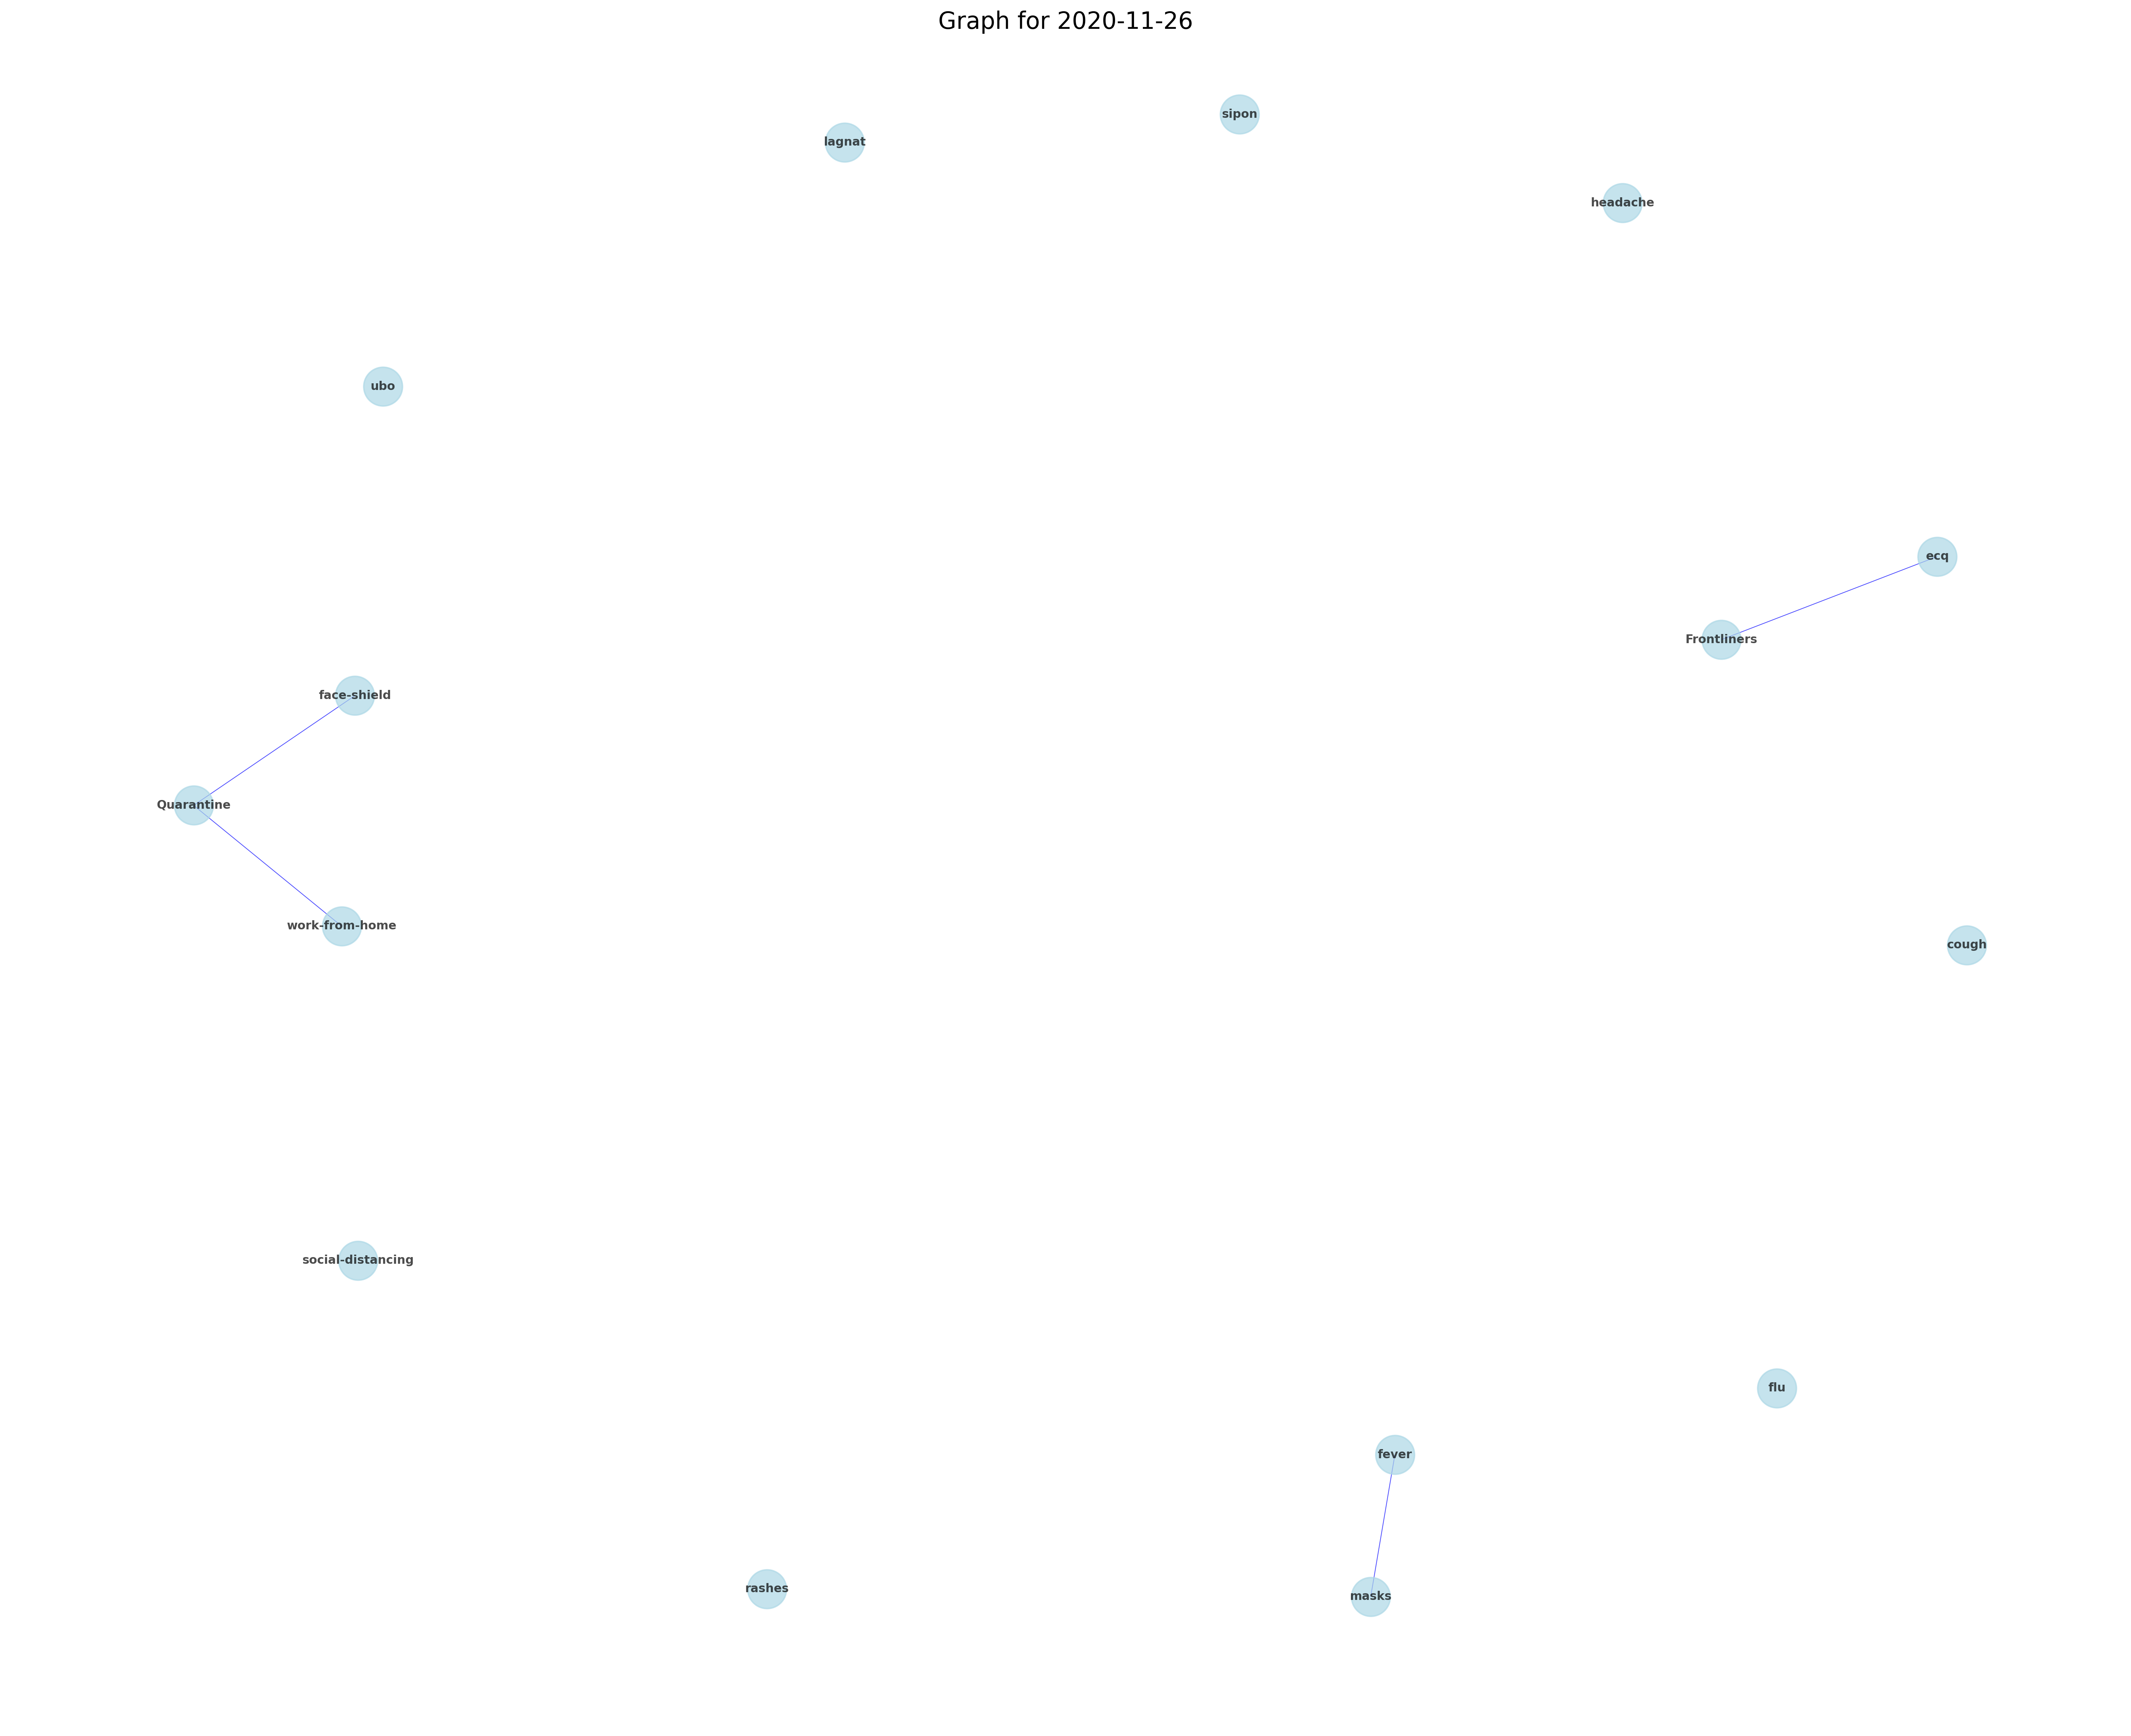 Graph for 2020-11-26
sipon
lagnat
headache
ubo
ecq
Frontliners
face-shield
Quarantine
work-from-home
cough
social-distancing
flu
fever
rashes
masks